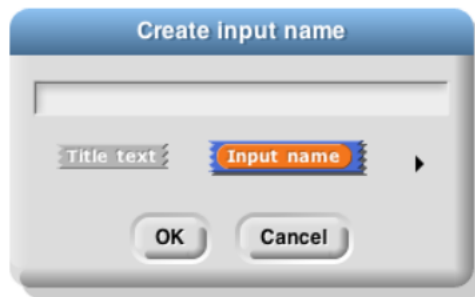 Create input name
Title text
Input name
OK
Cancel